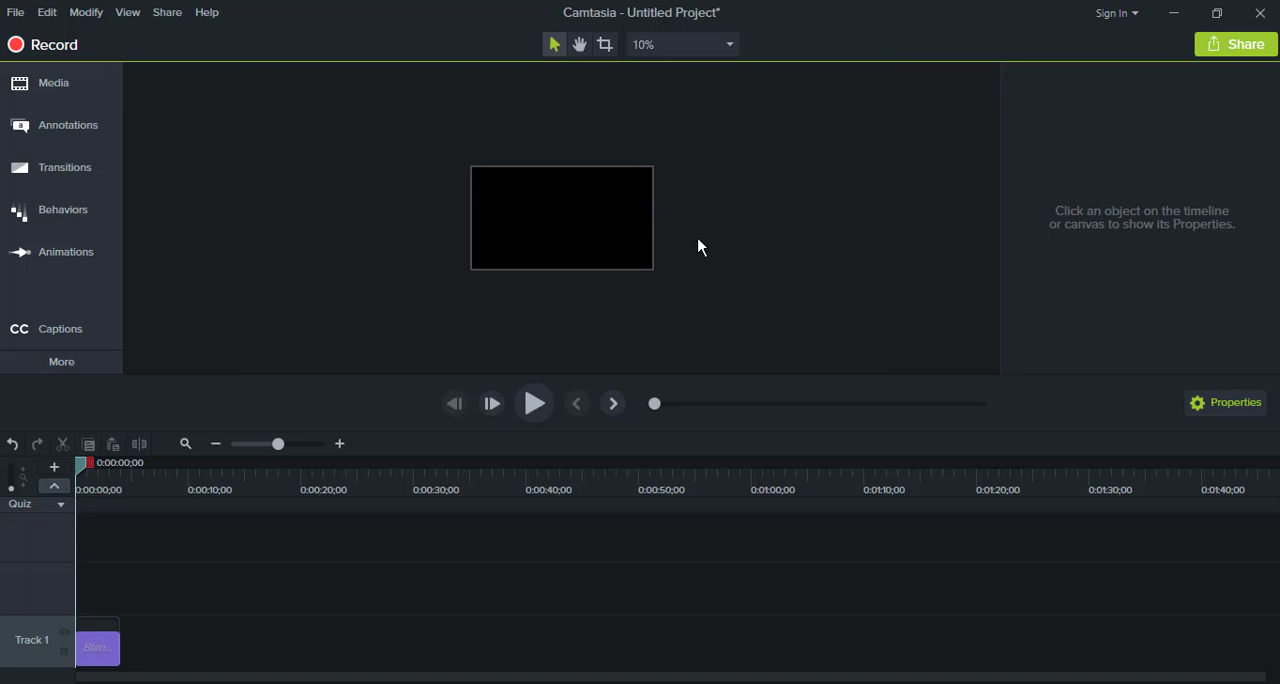 File Edit Modify View Share Help
Camtasia - Untitled Project*
Sign In
Record
10%
Share
Media
a Annotations
Transitions
Behaviors
Animations
CC Captions
More
Click an object on the timeline
or canvas to show its Properties.
Properties
0:00:00;00
0:00:00;00 0:00:10;00 0:00:20;00 0:00:30;00 0:00:40;00 0:00:50;00 0:01:00;00 0:01:10;00 0:01:20;00 0:01:30;00 0:01:40;00
Quiz
Track 1
Blan...